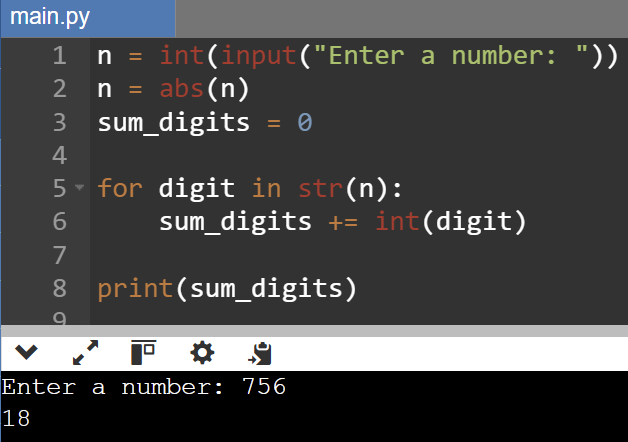 main.py
1 n = int(input("Enter a number: "))
2 n = abs(n)
3 sum_digits = 0
4
5 for digit in str(n):
6     sum_digits += int(digit)
7
8 print(sum_digits)
9
Enter a number: 756
18